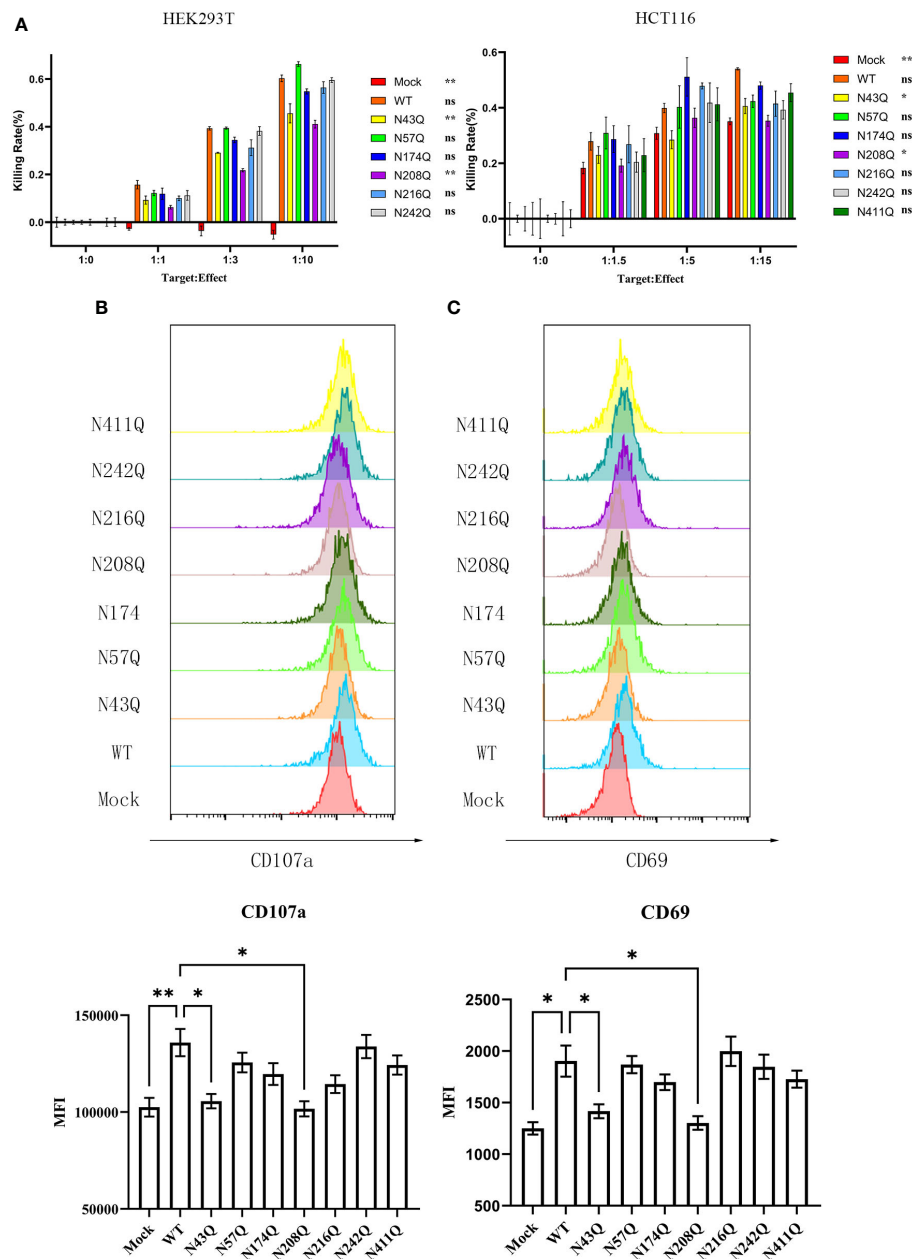 A
HEK293T
Killing Rate(%)
0.6
0.4
0.2
0.0
1:0 1:1 1:3 1:10
Target:Effect
Mock **
WT ns
N43Q **
N57Q ns
N174Q ns
N208Q **
N216Q ns
N242Q ns
HCT116
Killing Rate(%)
0.6
0.4
0.2
0.0
1:0 1:1.5 1:5 1:15
Target:Effect
Mock **
WT ns
N43Q *
N57Q ns
N174Q ns
N208Q *
N216Q ns
N242Q ns
N411Q ns
B
N411Q
N242Q
N216Q
N208Q
N174
N57Q
N43Q
WT
Mock
CD107a
C
N411Q
N242Q
N216Q
N208Q
N174
N57Q
N43Q
WT
Mock
CD69
CD107a
*
** *
MFI
150000
100000
50000
Mock WT N43Q N57Q N174Q N208Q N216Q N242Q N411Q
CD69
*
* *
MFI
2500
2000
1500
1000
500
Mock WT N43Q N57Q N174Q N208Q N216Q N242Q N411Q